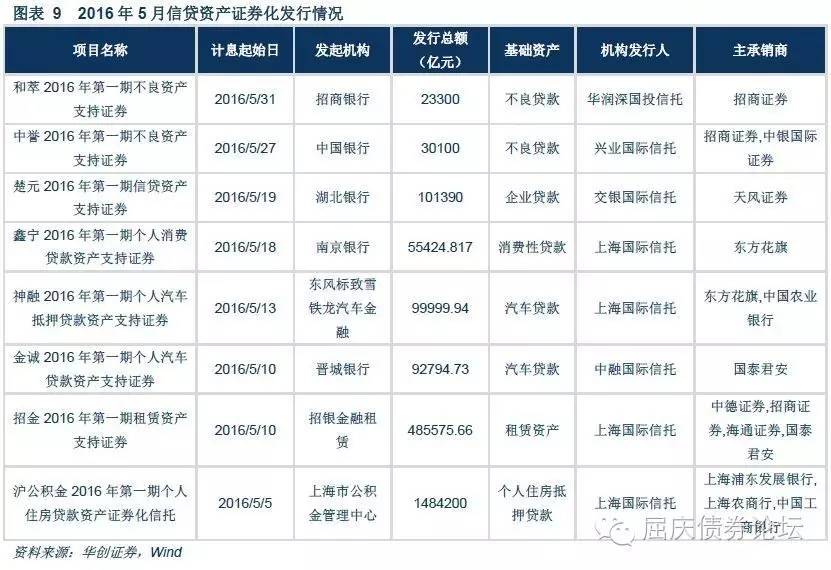 图表 9 2016 年 5 月信贷资产证券化发行情况
项目名称 计息起始日 发起机构 发行总额（亿元） 基础资产 机构发行人 主承销商
和萃 2016 年第一期不良资产支持证券 2016/5/31 招商银行 23300 不良贷款 华润深国投信托 招商证券
中誉 2016 年第一期不良资产支持证券 2016/5/27 中国银行 30100 不良贷款 兴业国际信托 招商证券,中银国际证券
楚元 2016 年第一期信贷资产支持证券 2016/5/19 湖北银行 101390 企业贷款 交银国际信托 天风证券
鑫宁 2016 年第一期个人消费贷款资产支持证券 2016/5/18 南京银行 55424.817 消费性贷款 上海国际信托 东方花旗
神融 2016 年第一期个人汽车抵押贷款资产支持证券 2016/5/13 东风标致雪铁龙汽车金融 99999.94 汽车贷款 上海国际信托 东方花旗,中国农业银行
金诚 2016 年第一期个人汽车贷款资产支持证券 2016/5/10 晋城银行 92794.73 汽车贷款 中融国际信托 国泰君安
招金 2016 年第一期租赁资产支持证券 2016/5/10 招银金融租赁 485575.66 租赁资产 上海国际信托 中德证券,招商证券,海通证券,国泰君安
沪公积金 2016 年第一期个人住房贷款资产证券化信托 2016/5/5 上海市公积金管理中心 1484200 个人住房抵押贷款 上海国际信托 上海浦东发展银行,上海农商行,中国工商银行
屈庆债券论坛
资料来源：华创证券，Wind